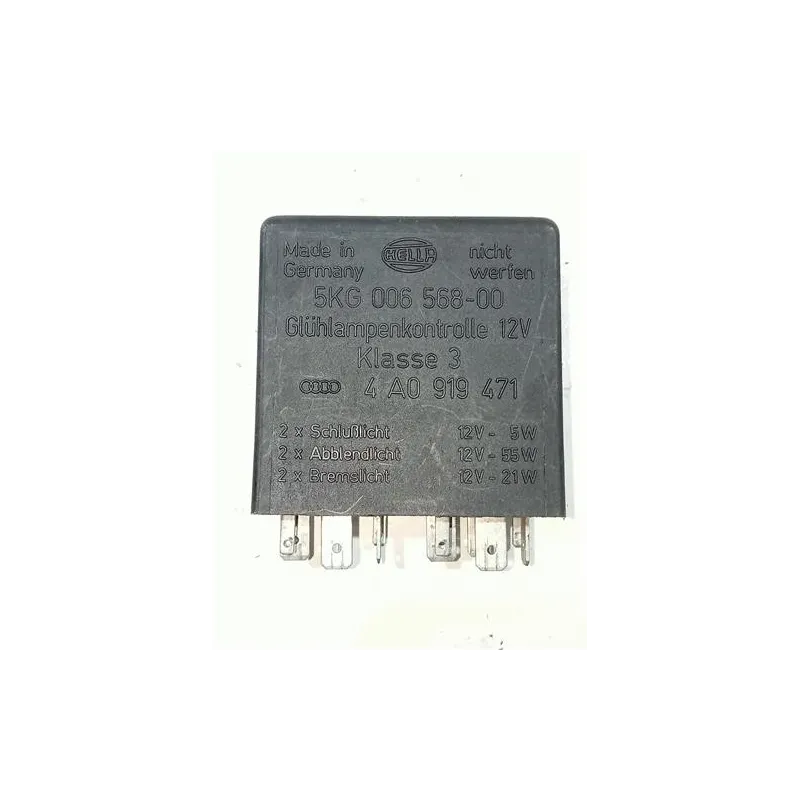 Made in HELLA nicht
Germany werfen
5KG 006 568-00
Glühlampenkontrolle 12V
Klasse 3
4 A0 919 471
2 x Schlußlicht 12V - 5W
2 x Abblendlicht 12V - 55W
2 x Bremslicht 12V - 21W